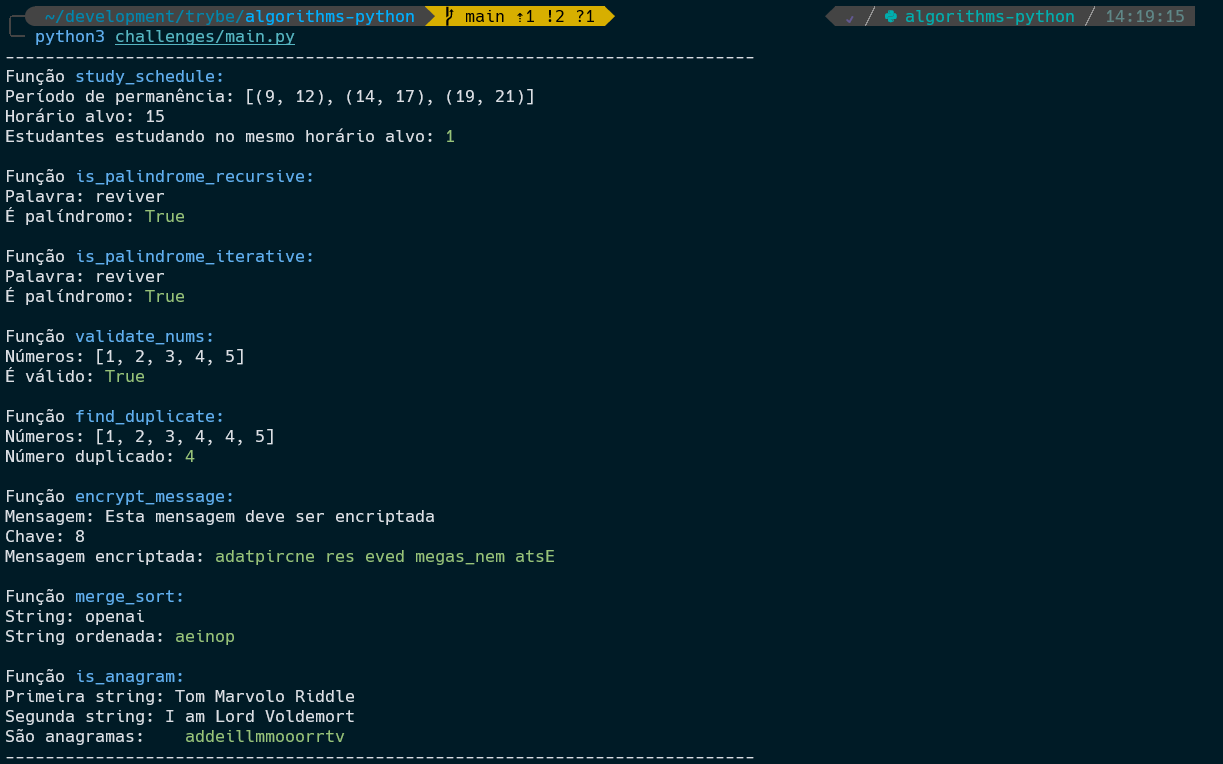 ~/development/trybe/algorithms-python main ⇡1 !2 ?1 ✔ algorithms-python 14:19:15
python3 challenges/main.py
---------------------------------------------------------------------------
Função study_schedule:
Período de permanência: [(9, 12), (14, 17), (19, 21)]
Horário alvo: 15
Estudantes estudando no mesmo horário alvo: 1

Função is_palindrome_recursive:
Palavra: reviver
É palíndromo: True

Função is_palindrome_iterative:
Palavra: reviver
É palíndromo: True

Função validate_nums:
Números: [1, 2, 3, 4, 5]
É válido: True

Função find_duplicate:
Números: [1, 2, 3, 4, 4, 5]
Número duplicado: 4

Função encrypt_message:
Mensagem: Esta mensagem deve ser encriptada
Chave: 8
Mensagem encriptada: adatpircne res eved megas_nem atsE

Função merge_sort:
String: openai
String ordenada: aeinop

Função is_anagram:
Primeira string: Tom Marvolo Riddle
Segunda string: I am Lord Voldemort
São anagramas:    addeillmmooorrtv
---------------------------------------------------------------------------